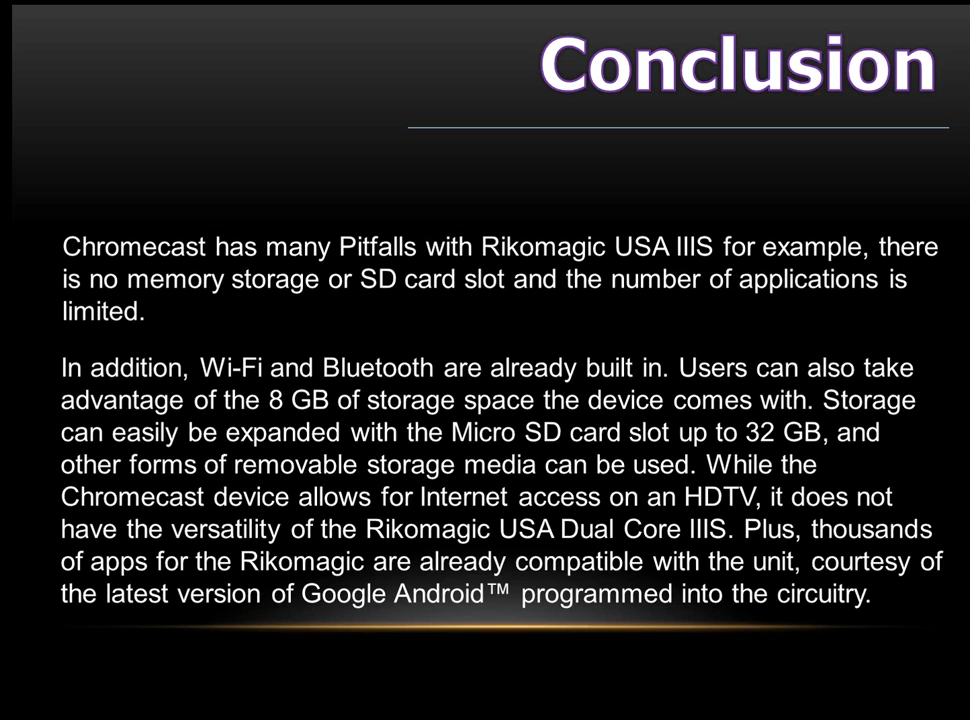 Conclusion
Chromecast has many Pitfalls with Rikomagic USA IIIS for example, there
is no memory storage or SD card slot and the number of applications is
limited.
In addition, Wi-Fi and Bluetooth are already built in. Users can also take
advantage of the 8 GB of storage space the device comes with. Storage
can easily be expanded with the Micro SD card slot up to 32 GB, and
other forms of removable storage media can be used. While the
Chromecast device allows for Internet access on an HDTV, it does not
have the versatility of the Rikomagic USA Dual Core IIIS. Plus, thousands
of apps for the Rikomagic are already compatible with the unit, courtesy of
the latest version of Google Android™ programmed into the circuitry.